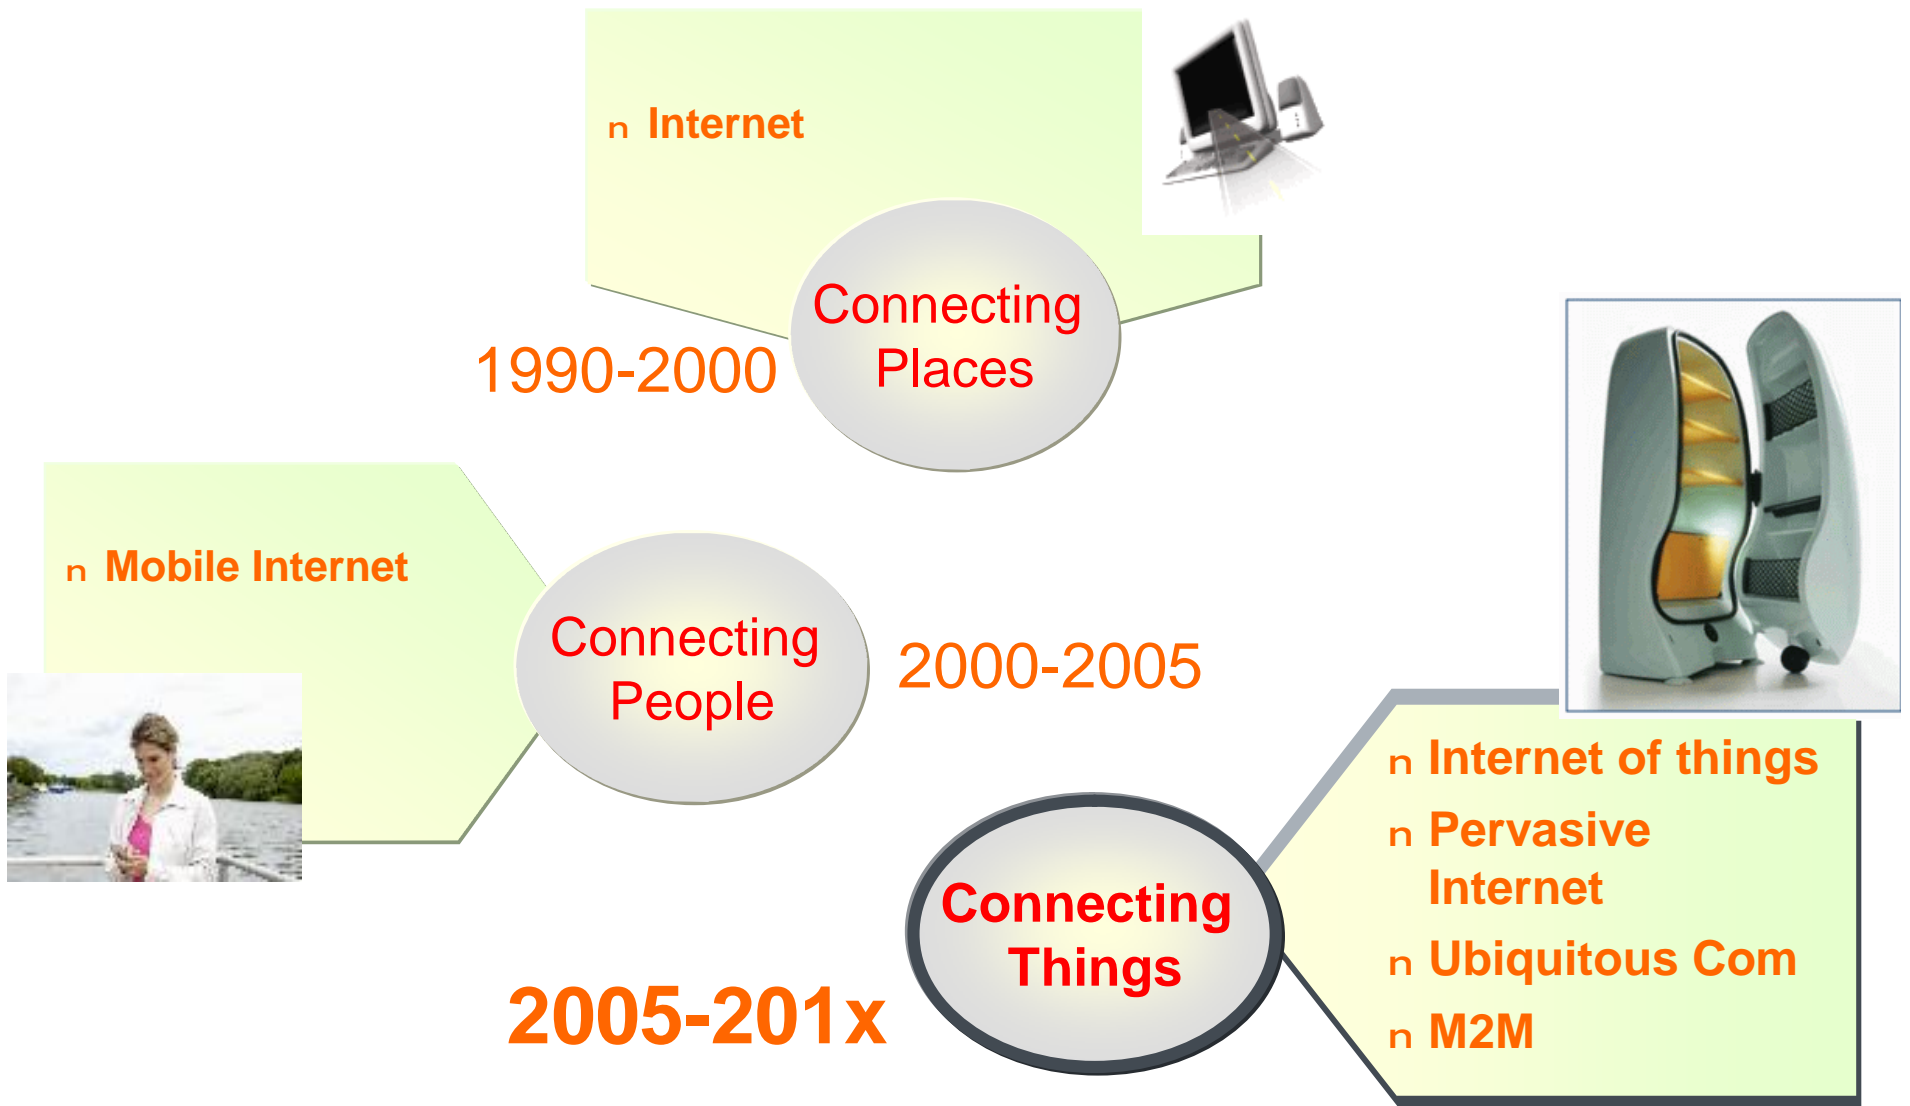 n Internet
Connecting
Places
1990-2000
n Mobile Internet
Connecting
People
2000-2005
n Internet of things
n Pervasive
Internet
n Ubiquitous Com
n M2M
Connecting
Things
2005-201x